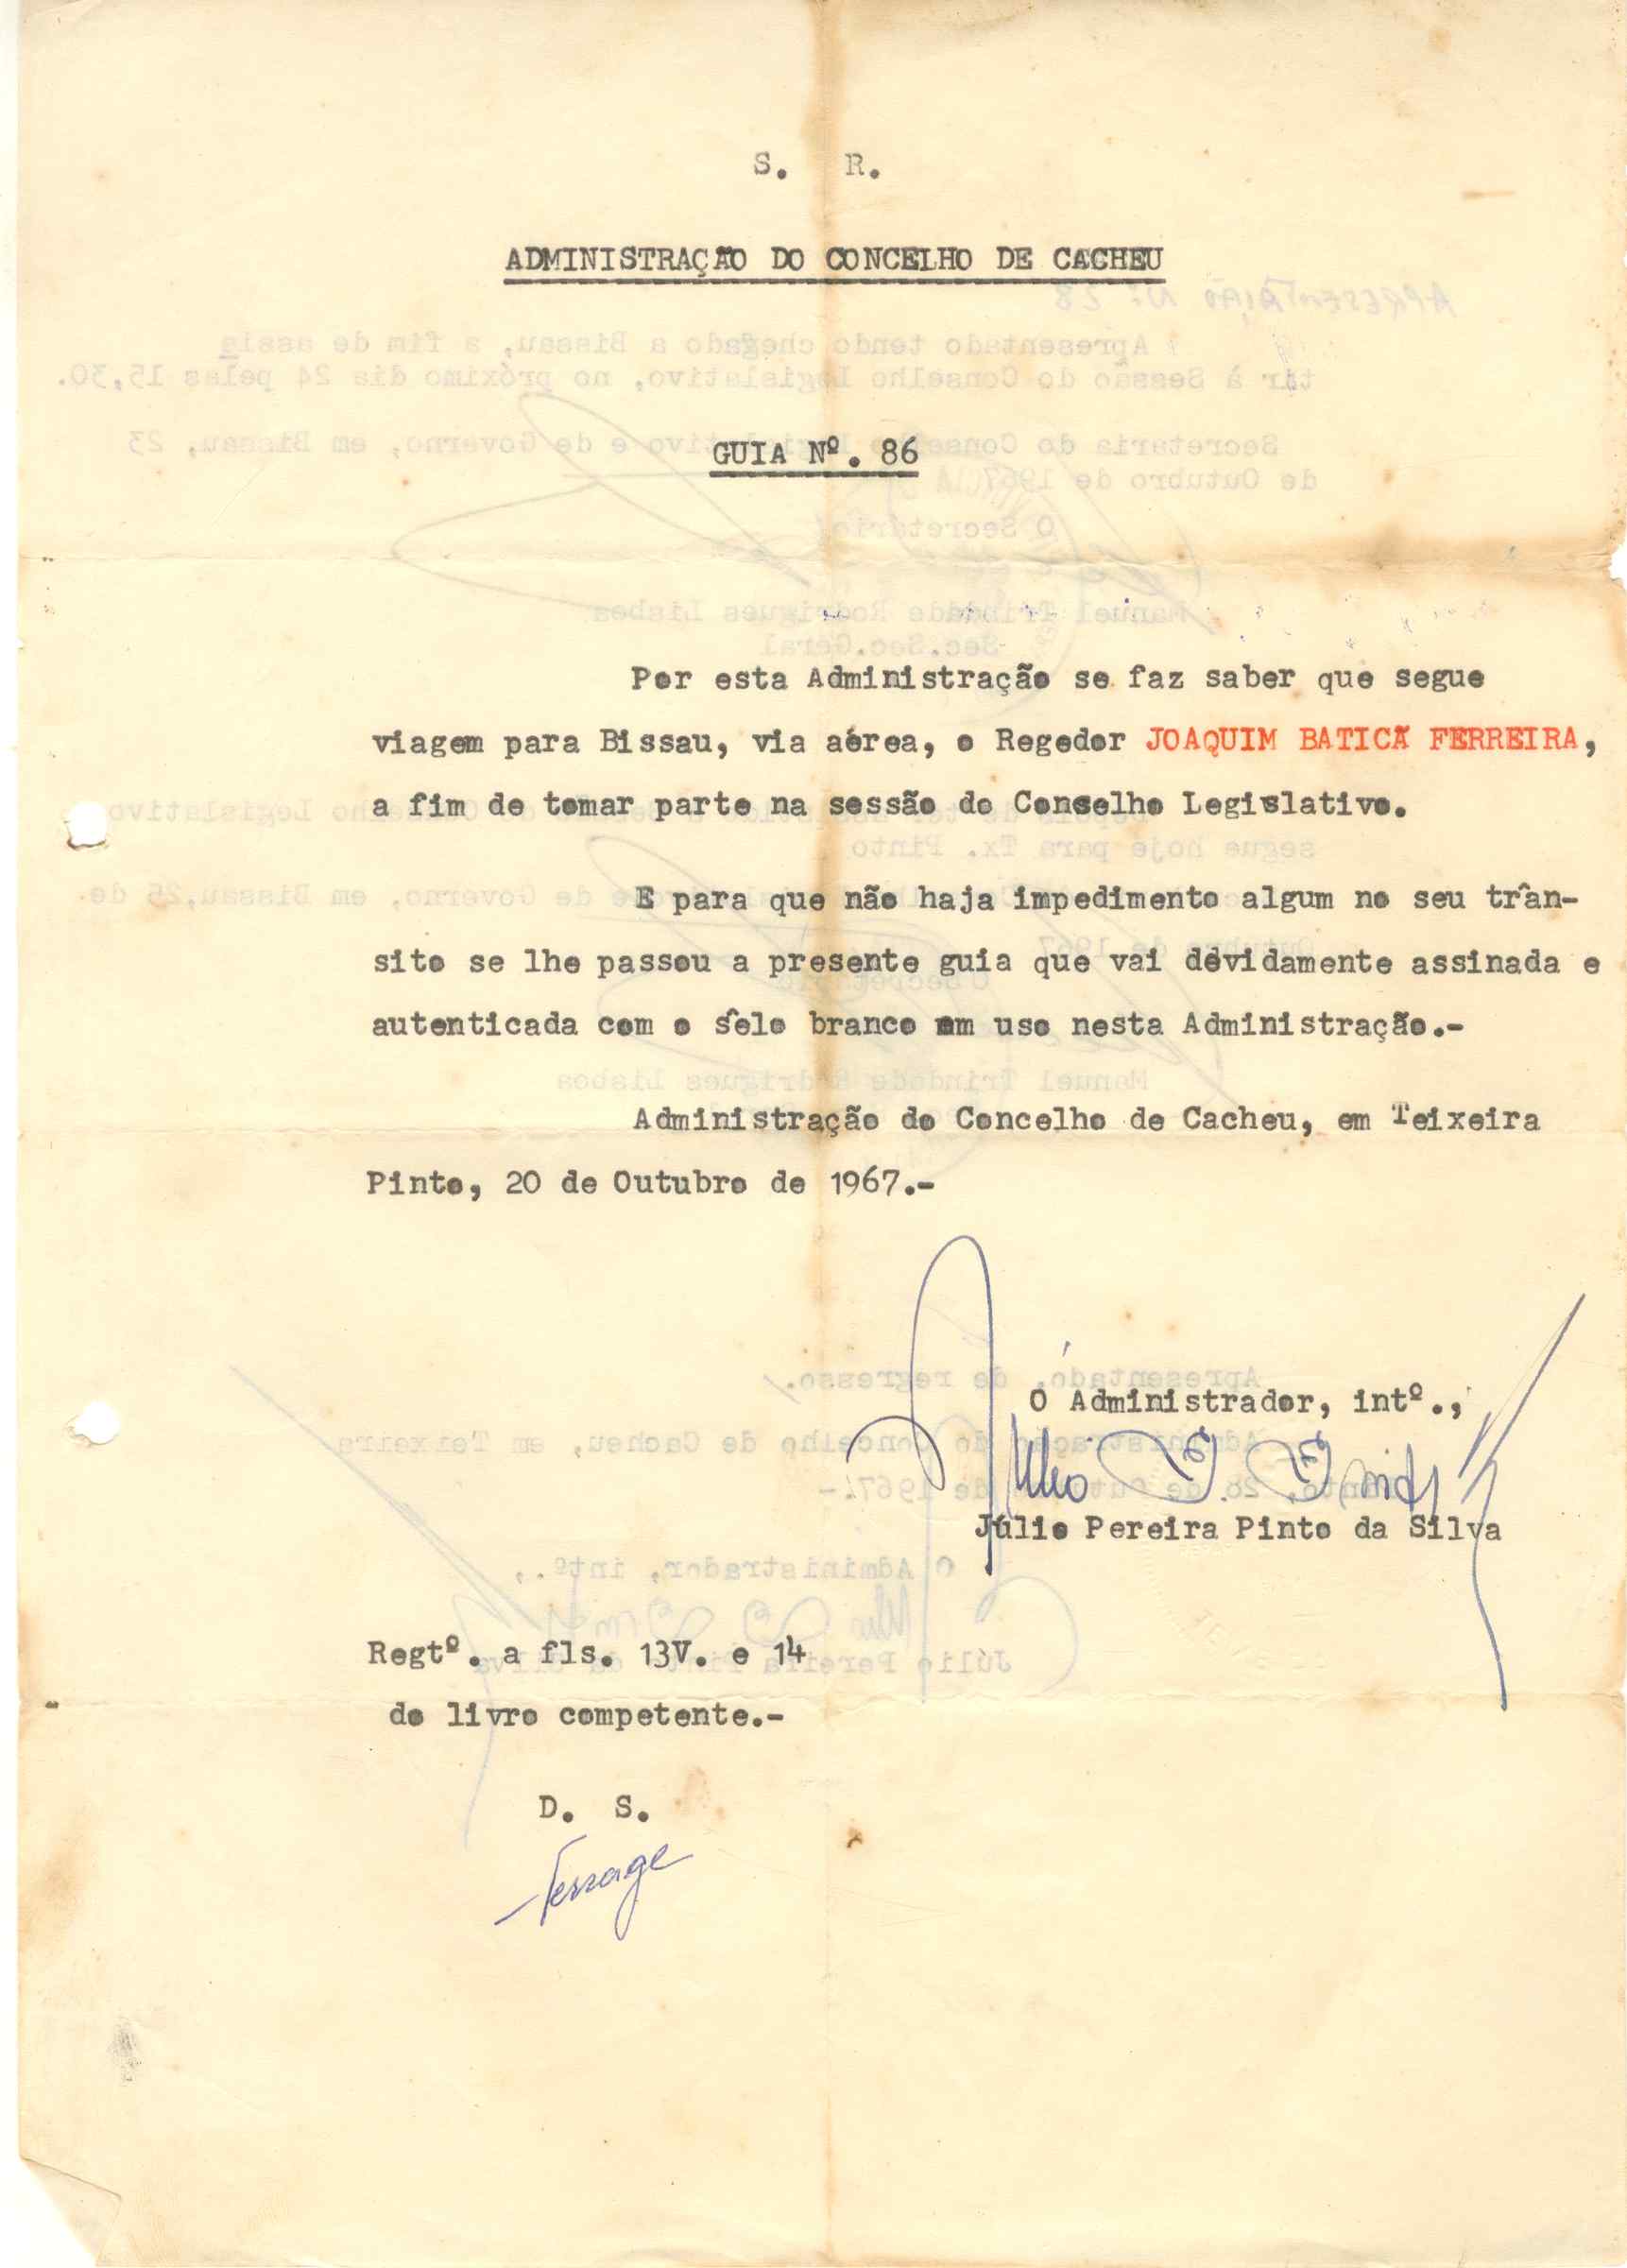 S. R.
ADMINISTRAÇÃO DO CONCELHO DE CACHEU
GUIA Nº. 86
Por esta Administração se faz saber que segue
viagem para Bissau, via aérea, o Regedor JOAQUIM BATICÃ FERREIRA,
a fim de tomar parte na sessão do Conselho Legislativo.
E para que não haja impedimento algum no seu trân-
sito se lhe passou a presente guia que vai dèvidamente assinada e
autenticada com o sêlo branco em uso nesta Administração.-
Administração do Concelho de Cacheu, em Teixeira
Pinto, 20 de Outubro de 1967.-
O Administrador, intº.,
Júlio Pereira Pinto da Silva
Regtº. a fls. 13V. e 14
do livro competente.-
D. S.